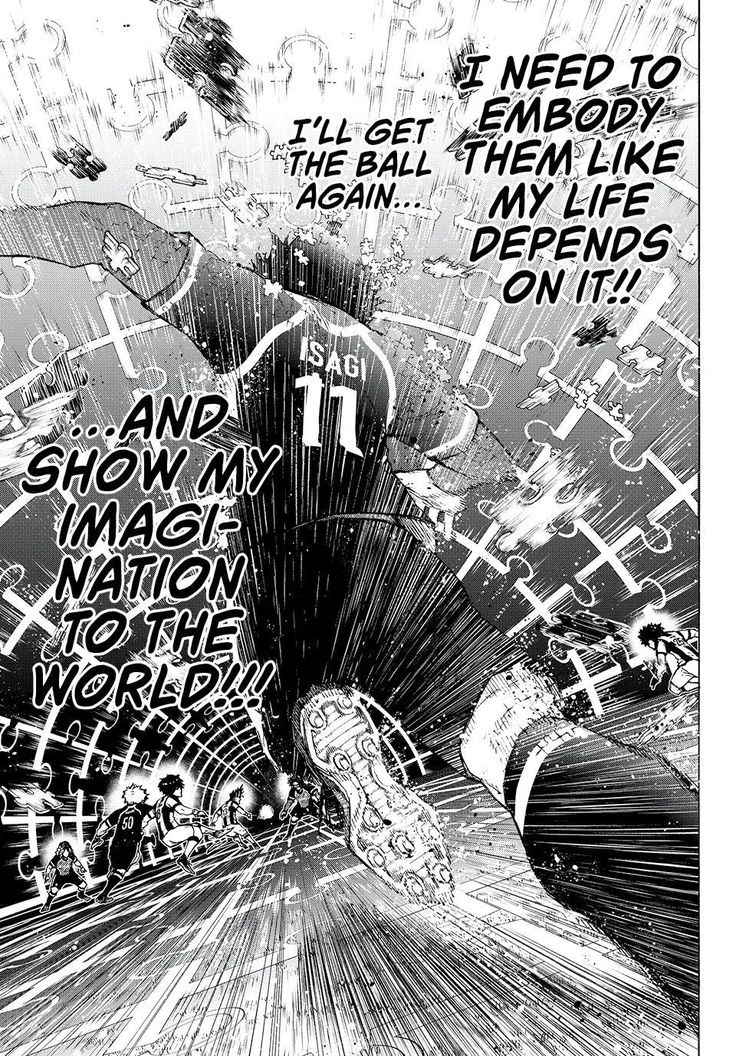 I NEED TO
EMBODY
THEM LIKE
MY LIFE
DEPENDS
ON IT!!
I'LL GET
THE BALL
AGAIN...
ISAGI
11
...AND
SHOW MY
IMAGI-
NATION
TO THE
WORLD!!!
50